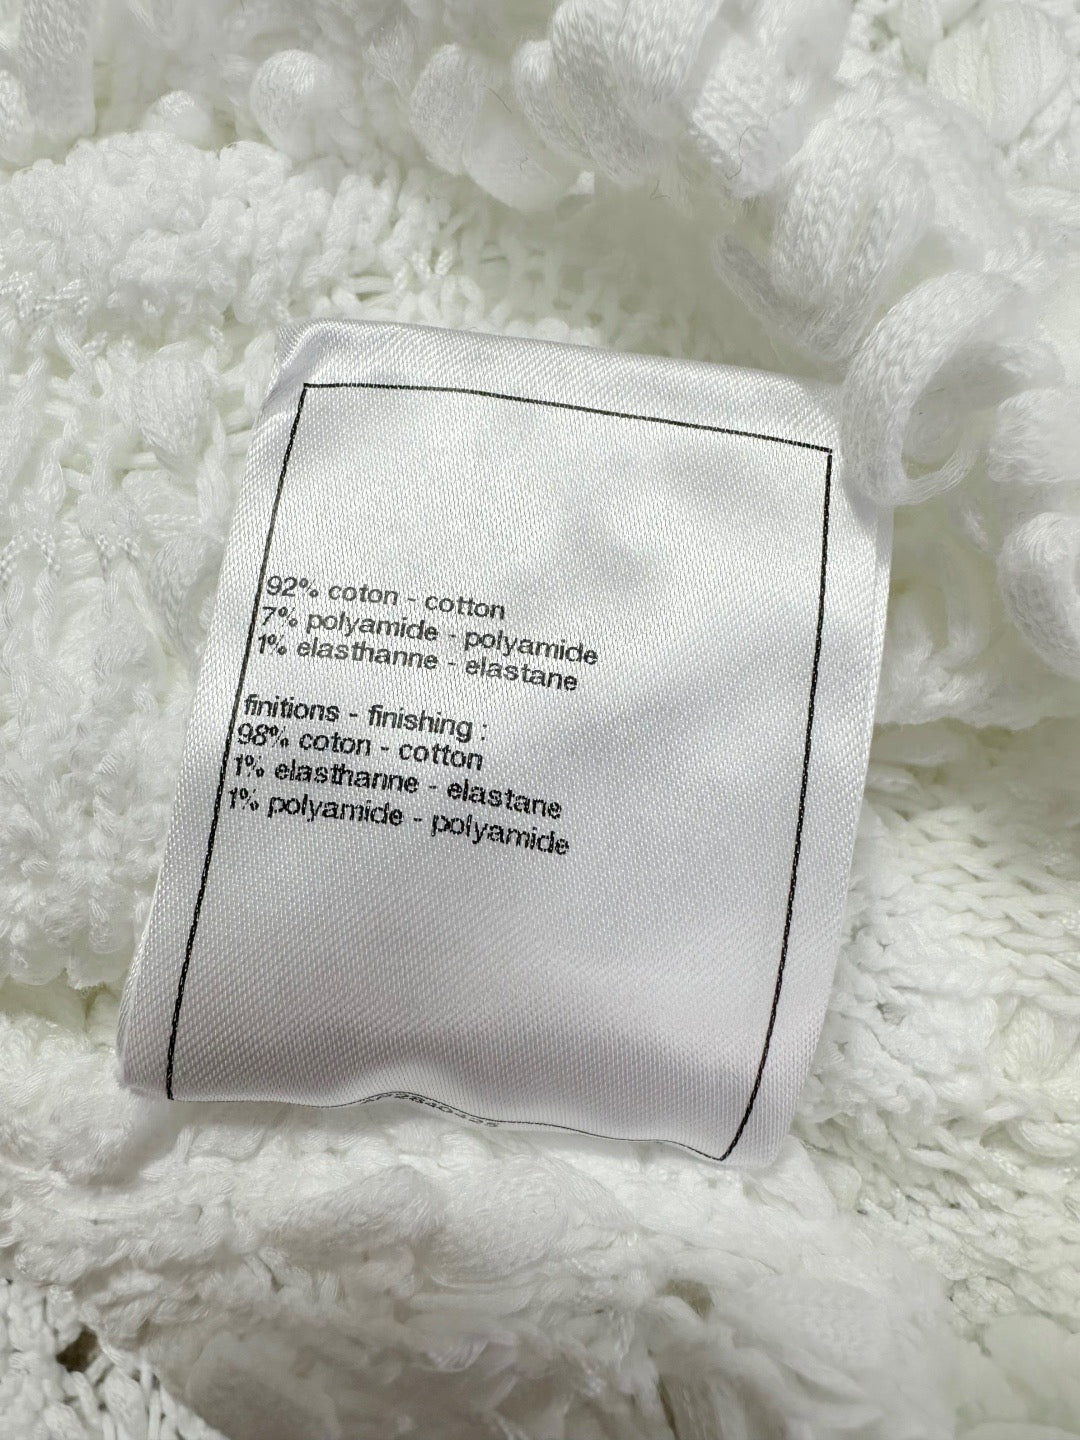 92% coton - cotton
7% polyamide - polyamide
1% elasthanne - elastane
finitions - finishing :
98% coton - cotton
1% elasthanne - elastane
1% polyamide - polyamide